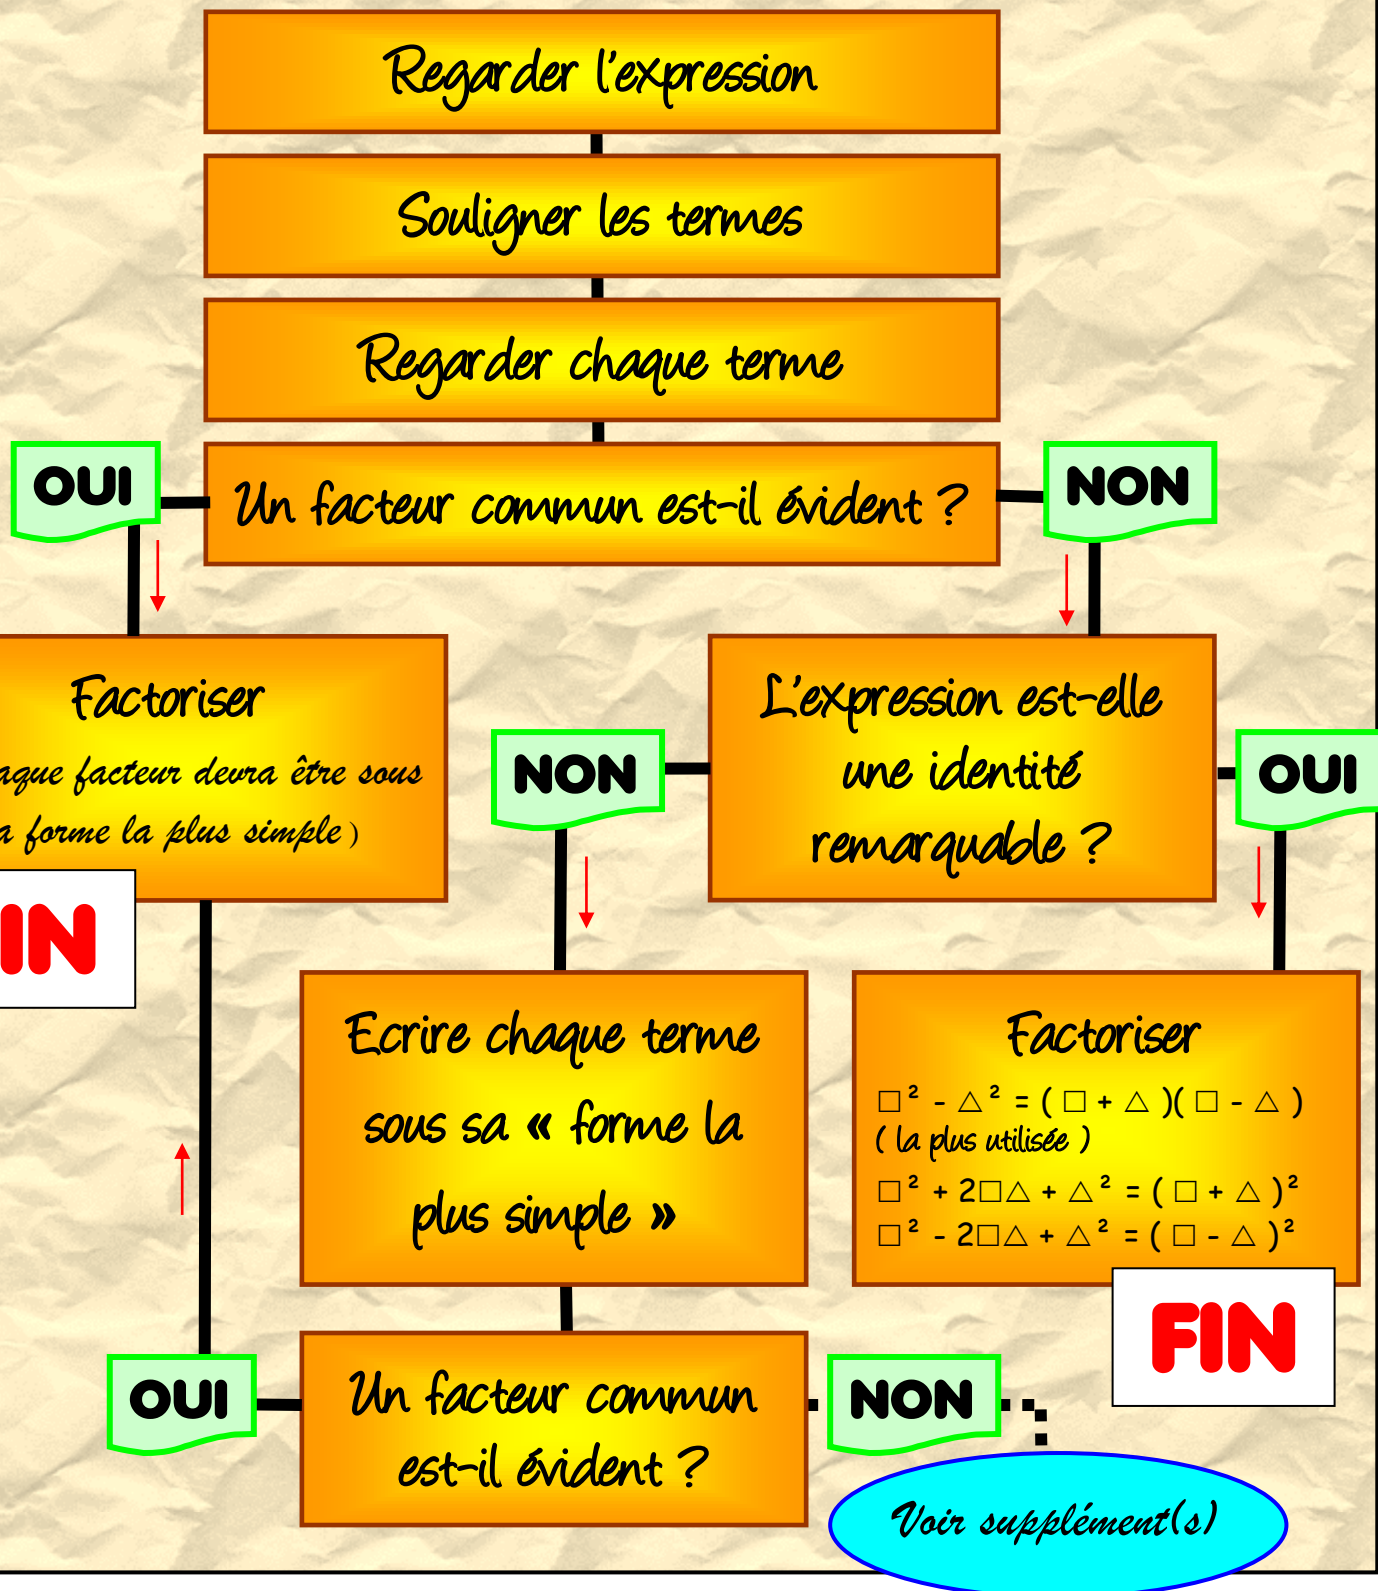 Regarder l'expression
Souligner les termes
Regarder chaque terme
OUI
Un facteur commun est-il évident ?
NON
Factoriser
facteur devra être sous
forme la plus simple )
IN
L'expression est-elle
une identité
remarquable ?
NON
OUI
Ecrire chaque terme
sous sa « forme la
plus simple »
Factoriser
□² - △² = ( □ + △ )( □ - △ )
( la plus utilisée )
□² + 2□△ + △² = ( □ + △ )²
□² - 2□△ + △² = ( □ - △ )²
FIN
OUI
Un facteur commun
est-il évident ?
NON
Voir supplément(s)